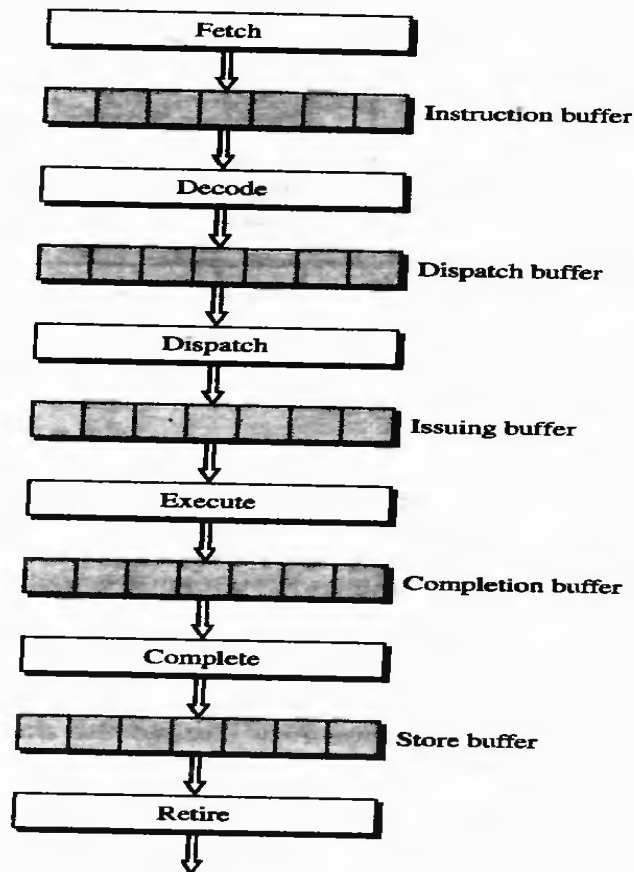 Fetch
Instruction buffer
Decode
Dispatch buffer
Dispatch
Issuing buffer
Execute
Completion buffer
Complete
Store buffer
Retire